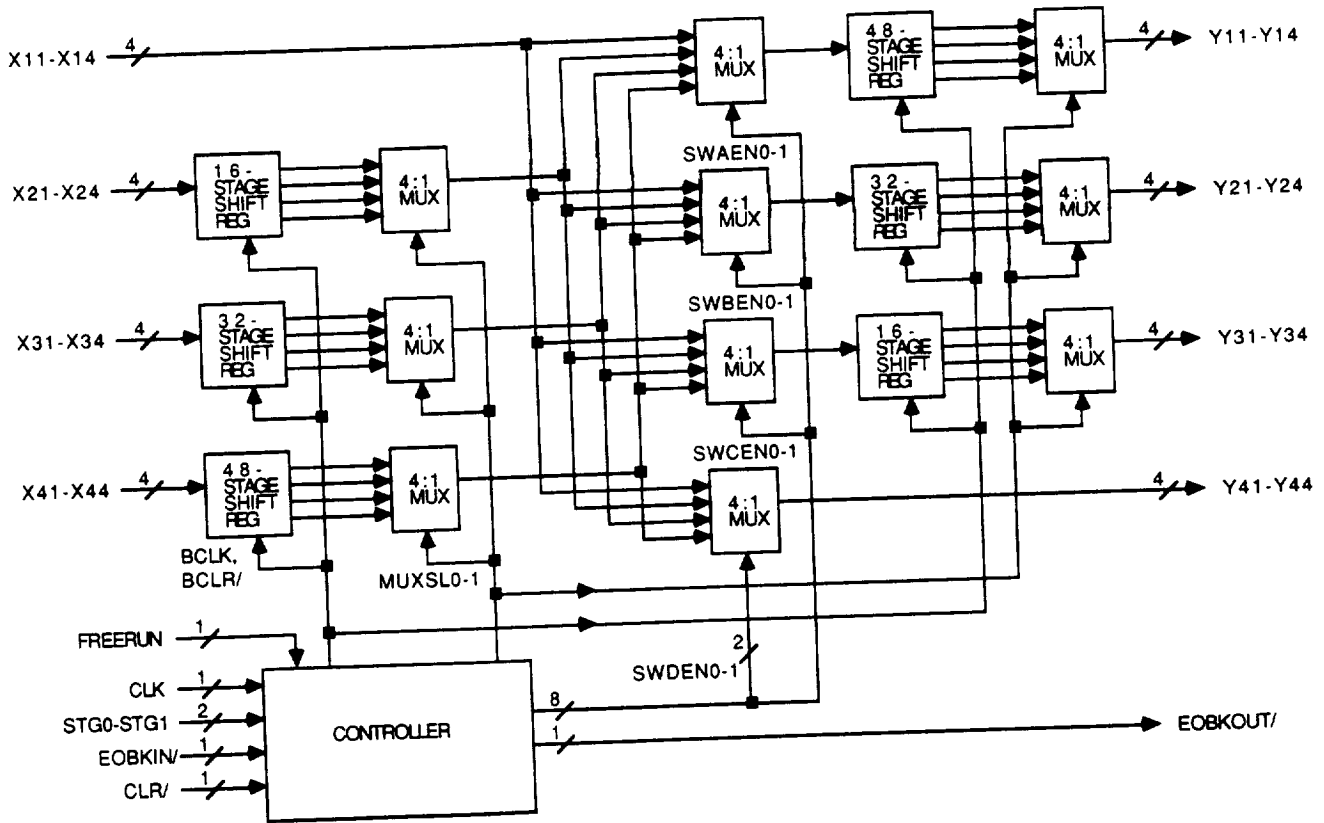 X11-X14
4
4:1
MUX
48-
STAGE
SHIFT
REG
4:1
MUX
4
Y11-Y14
SWAEN0-1
X21-X24
4
16-
STAGE
SHIFT
REG
4:1
MUX
4:1
MUX
32-
STAGE
SHIFT
REG
4:1
MUX
4
Y21-Y24
SWBEN0-1
X31-X34
4
32-
STAGE
SHIFT
REG
4:1
MUX
4:1
MUX
16-
STAGE
SHIFT
REG
4:1
MUX
4
Y31-Y34
SWCEN0-1
X41-X44
4
48-
STAGE
SHIFT
REG
4:1
MUX
4:1
MUX
4
Y41-Y44
BCLK,
BCLR/
MUXSL0-1
FREERUN
1
2
SWDEN0-1
CLK
1
STG0-STG1
2
EOBKIN/
1
CLR/
1
CONTROLLER
8
1
EOBKOUT/